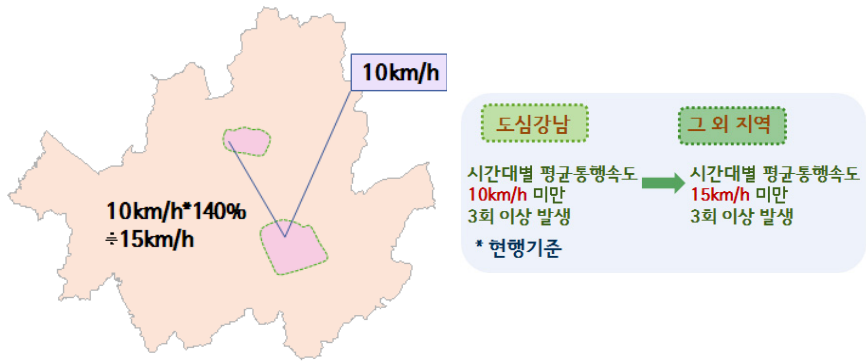 10km/h
10km/h*140%
≒15km/h
도심강남
시간대별 평균통행속도
10km/h 미만
3회 이상 발생
* 현행기준
그 외 지역
시간대별 평균통행속도
15km/h 미만
3회 이상 발생